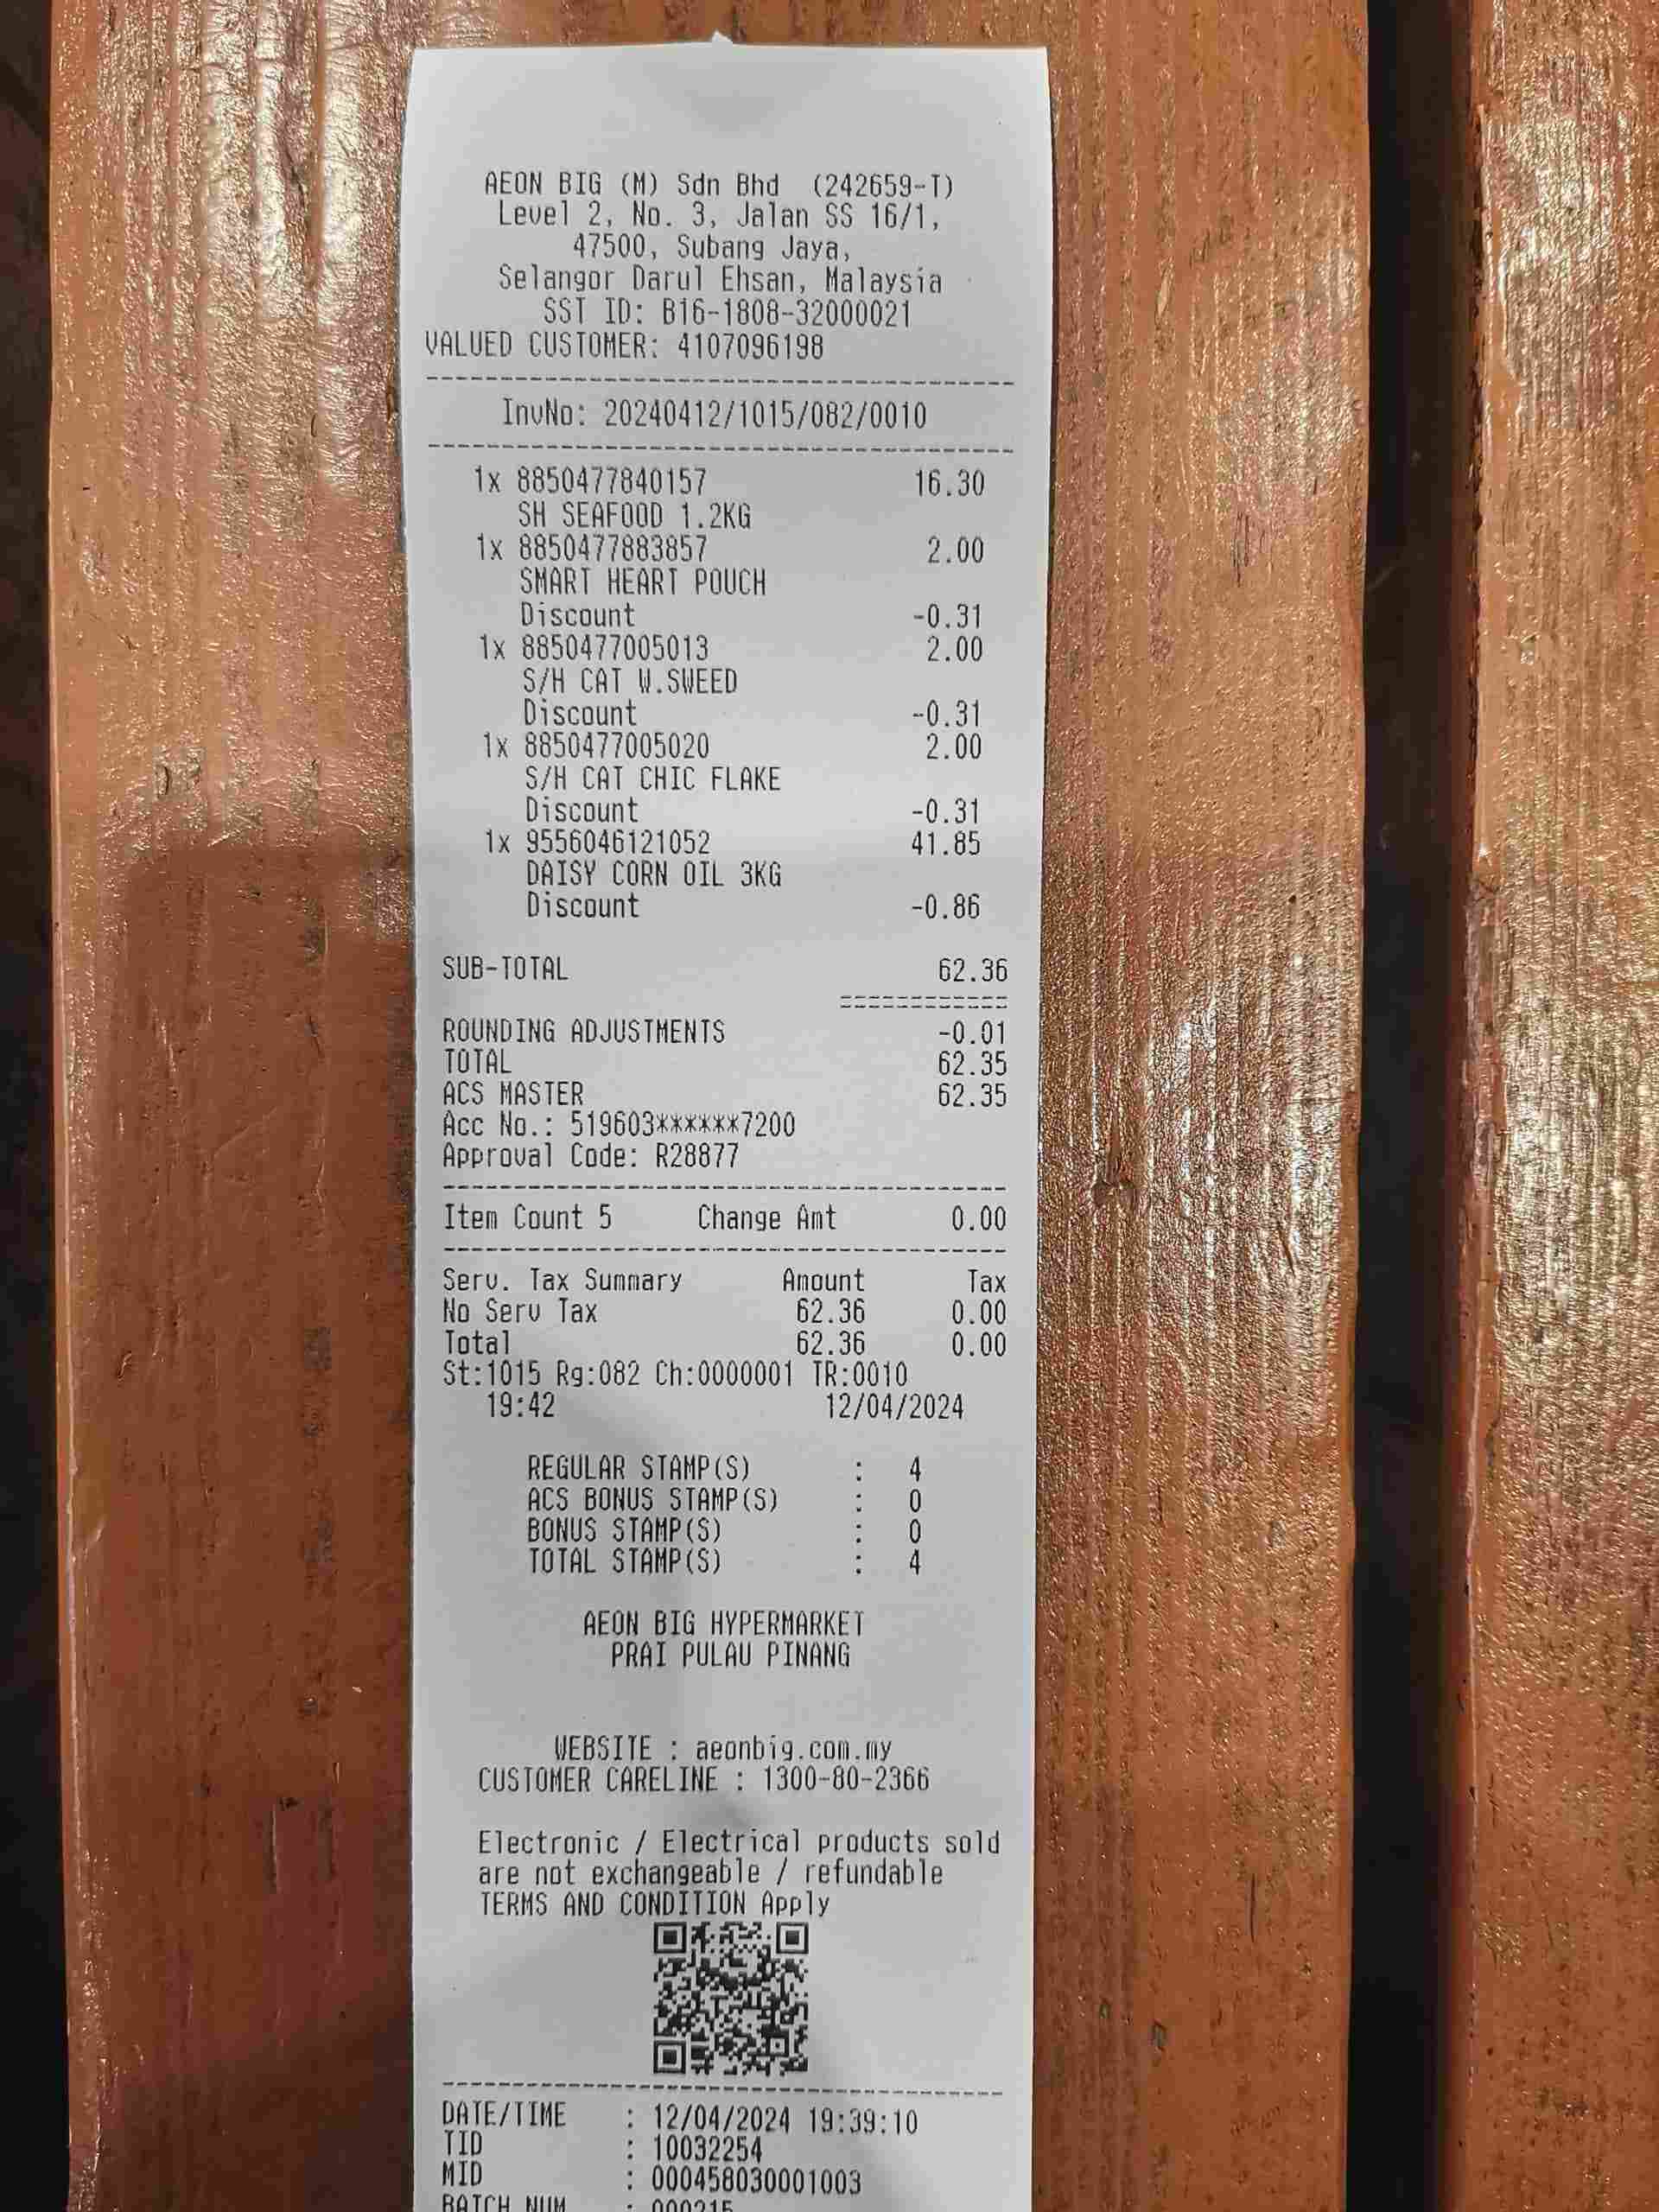 AEON BIG (M) Sdn Bhd (242659-T)
Level 2, No. 3, Jalan SS 16/1,
47500, Subang Jaya,
Selangor Darul Ehsan, Malaysia
SST ID: B16-1808-32000021
VALUED CUSTOMER: 4107096198
InvNo: 20240412/1015/082/0010
1x 8850477840157 16.30
SH SEAFOOD 1.2KG
1x 8850477883857 2.00
SMART HEART POUCH
Discount -0.31
1x 8850477005013 2.00
S/H CAT W.SWEED
Discount -0.31
1x 8850477005020 2.00
S/H CAT CHIC FLAKE
Discount -0.31
1x 9556046121052 41.85
DAISY CORN OIL 3KG
Discount -0.86
SUB-TOTAL 62.36
============
ROUNDING ADJUSTMENTS -0.01
TOTAL 62.35
ACS MASTER 62.35
Acc No.: 519603******7200
Approval Code: R28877
Item Count 5 Change Amt 0.00
Serv. Tax Summary Amount Tax
No Serv Tax 62.36 0.00
Total 62.36 0.00
St:1015 Rg:082 Ch:0000001 TR:0010
19:42 12/04/2024
REGULAR STAMP(S) : 4
ACS BONUS STAMP(S) : 0
BONUS STAMP(S) : 0
TOTAL STAMP(S) : 4
AEON BIG HYPERMARKET
PRAI PULAU PINANG
WEBSITE : aeonbig.com.my
CUSTOMER CARELINE : 1300-80-2366
Electronic / Electrical products sold
are not exchangeable / refundable
TERMS AND CONDITION Apply
DATE/TIME : 12/04/2024 19:39:10
TID : 10032254
MID : 000458030001003
BATCH NUM :